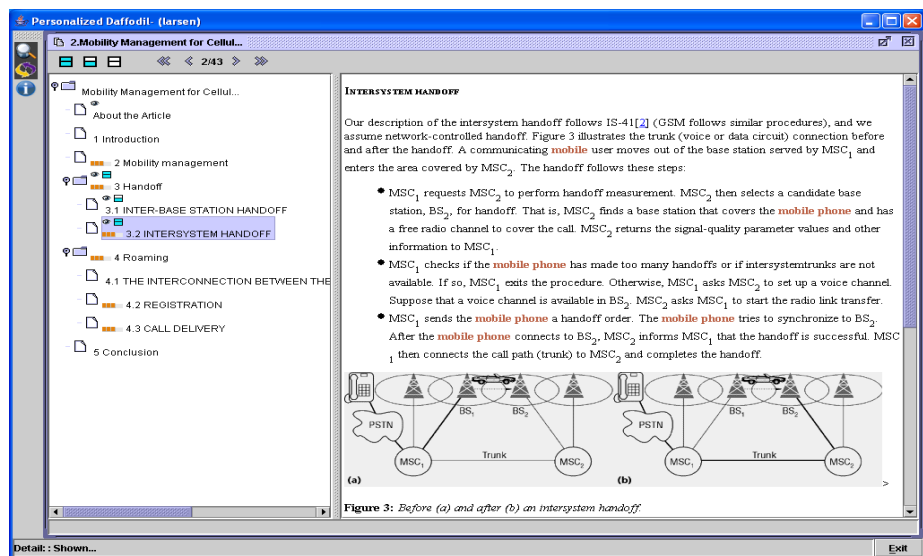 Personalized Daffodil- (larsen)
2.Mobility Management for Cellul...
2/43
Mobility Management for Cellul...
About the Article
1 Introduction
2 Mobility management
3 Handoff
3.1 INTER-BASE STATION HANDOFF
3.2 INTERSYSTEM HANDOFF
4 Roaming
4.1 THE INTERCONNECTION BETWEEN THE
4.2 REGISTRATION
4.3 CALL DELIVERY
5 Conclusion
INTERSYSTEM HANDOFF
Our description of the intersystem handoff follows IS-41[2] (GSM follows similar procedures), and we
assume network-controlled handoff. Figure 3 illustrates the trunk (voice or data circuit) connection before
and after the handoff. A communicating mobile user moves out of the base station served by MSC1 and
enters the area covered by MSC2. The handoff follows these steps:
● MSC1 requests MSC2 to perform handoff measurement. MSC2 then selects a candidate base
station, BS2, for handoff. That is, MSC2 finds a base station that covers the mobile phone and has
a free radio channel to cover the call. MSC2 returns the signal-quality parameter values and other
information to MSC1.
● MSC1 checks if the mobile phone has made too many handoffs or if intersystemtrunks are not
available. If so, MSC1 exits the procedure. Otherwise, MSC1 asks MSC2 to set up a voice channel.
Suppose that a voice channel is available in BS2. MSC2 asks MSC1 to start the radio link transfer.
● MSC1 sends the mobile phone a handoff order. The mobile phone tries to synchronize to BS2.
After the mobile phone connects to BS2, MSC2 informs MSC1 that the handoff is successful. MSC
1 then connects the call path (trunk) to MSC2 and completes the handoff.
BS1 BS2 BS1 BS2
PSTN PSTN
MSC1 Trunk MSC2 MSC1 Trunk MSC2
(a) (b) >
Figure 3: Before (a) and after (b) an intersystem handoff.
Detail: : Shown... Exit